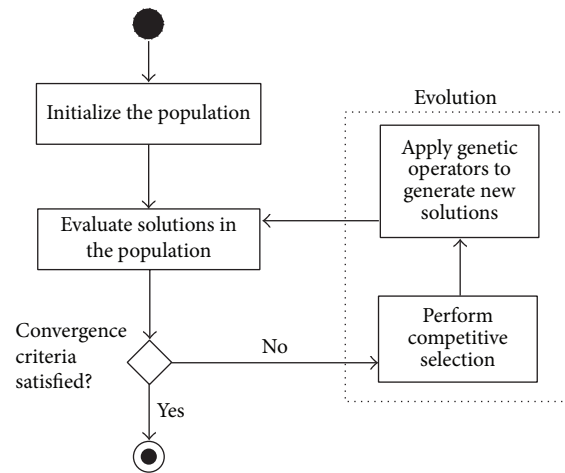 Initialize the population
Evolution
Apply genetic
operators to
generate new
solutions
Evaluate solutions in
the population
Convergence
criteria
satisfied?
No
Perform
competitive
selection
Yes